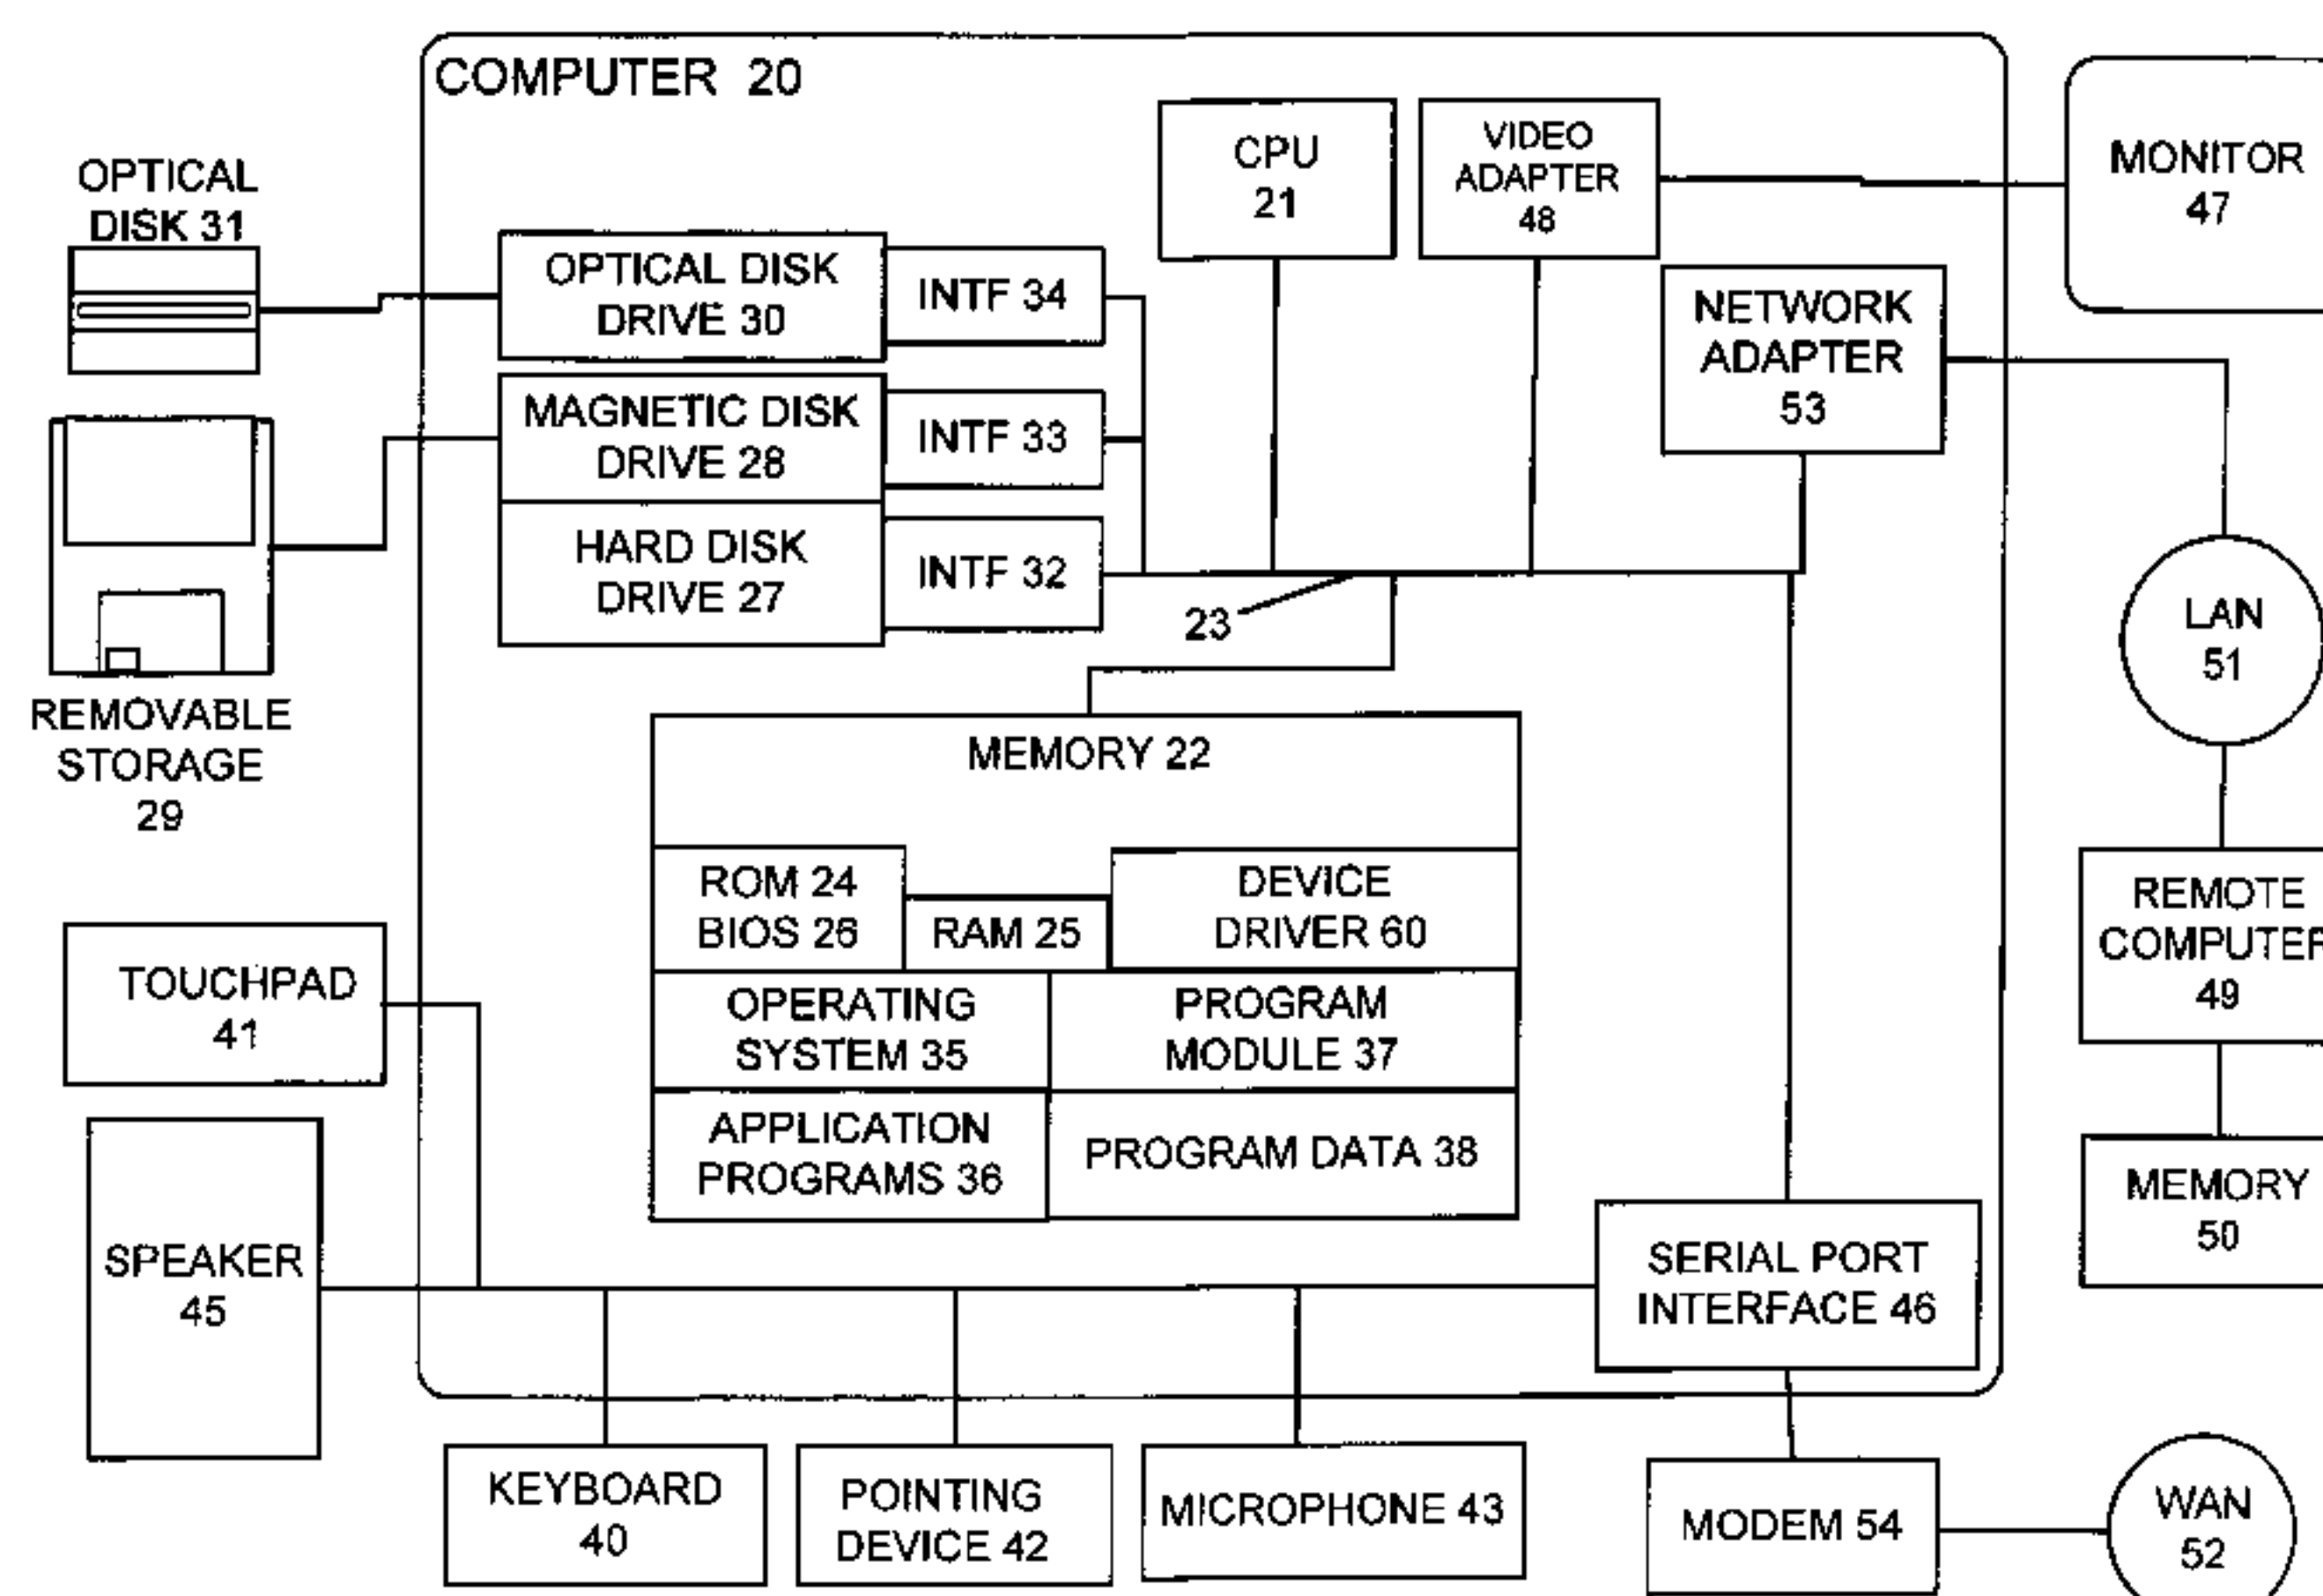 COMPUTER 20
CPU
21
VIDEO
ADAPTER
48
MONITOR
47
OPTICAL
DISK 31
OPTICAL DISK
DRIVE 30
INTF 34
NETWORK
ADAPTER
53
MAGNETIC DISK
DRIVE 28
INTF 33
HARD DISK
DRIVE 27
INTF 32
23
LAN
51
REMOVABLE
STORAGE
29
MEMORY 22
ROM 24
BIOS 26
RAM 25
DEVICE
DRIVER 60
REMOTE
COMPUTER
49
TOUCHPAD
41
OPERATING
SYSTEM 35
PROGRAM
MODULE 37
APPLICATION
PROGRAMS 36
PROGRAM DATA 38
MEMORY
50
SPEAKER
45
SERIAL PORT
INTERFACE 46
KEYBOARD
40
POINTING
DEVICE 42
MICROPHONE 43
MODEM 54
WAN
52